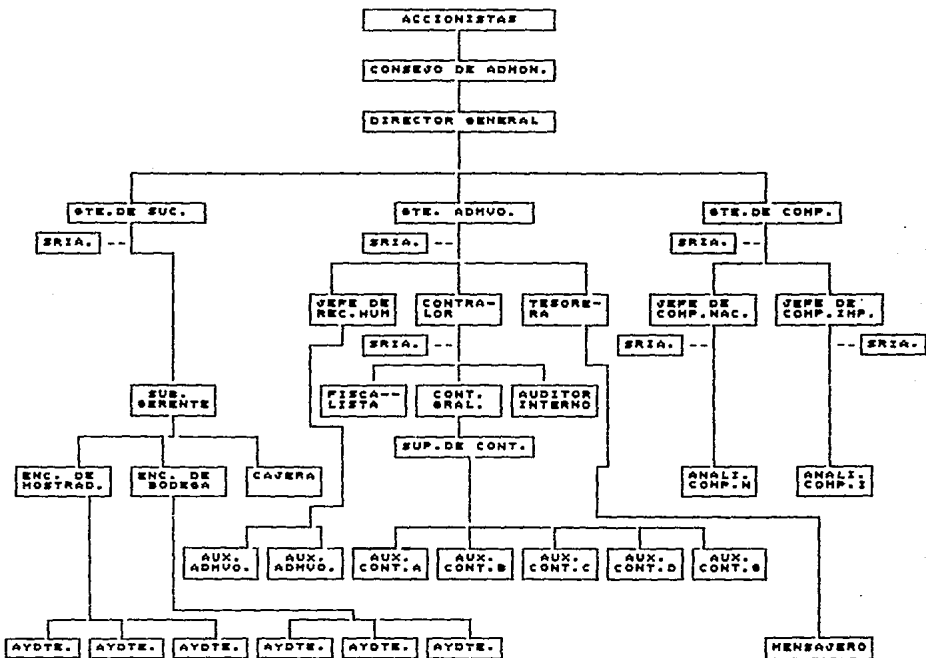 ACCIONISTAS
CONSEJO DE ADMON.
DIRECTOR GENERAL
GTE.DE SUC.
GTE. ADMVO.
GTE.DE COMP.
SRIA.
SRIA.
SRIA.
JEFE DE
REC.HUM
CONTRA-
LOR
TESORE-
RA
JEFE DE
COMP.NAC.
JEFE DE
COMP.IMP.
SRIA.
SRIA.
SRIA.
SUB.
GERENTE
FISCA--
LISTA
CONT.
GRAL.
AUDITOR
INTERNO
SUP.DE CONT.
ENC. DE
MOSTRAD.
ENC. DE
BODEGA
CAJERA
ANALI.
COMP.N
ANALI.
COMP.I
AUX.
ADMVO.
AUX.
ADMVO.
AUX.
CONT.A
AUX.
CONT.B
AUX.
CONT.C
AUX.
CONT.D
AUX.
AYDTE.
AYDTE.
AYDTE.
AYDTE.
AYDTE.
AYDTE.
MENSAJERO